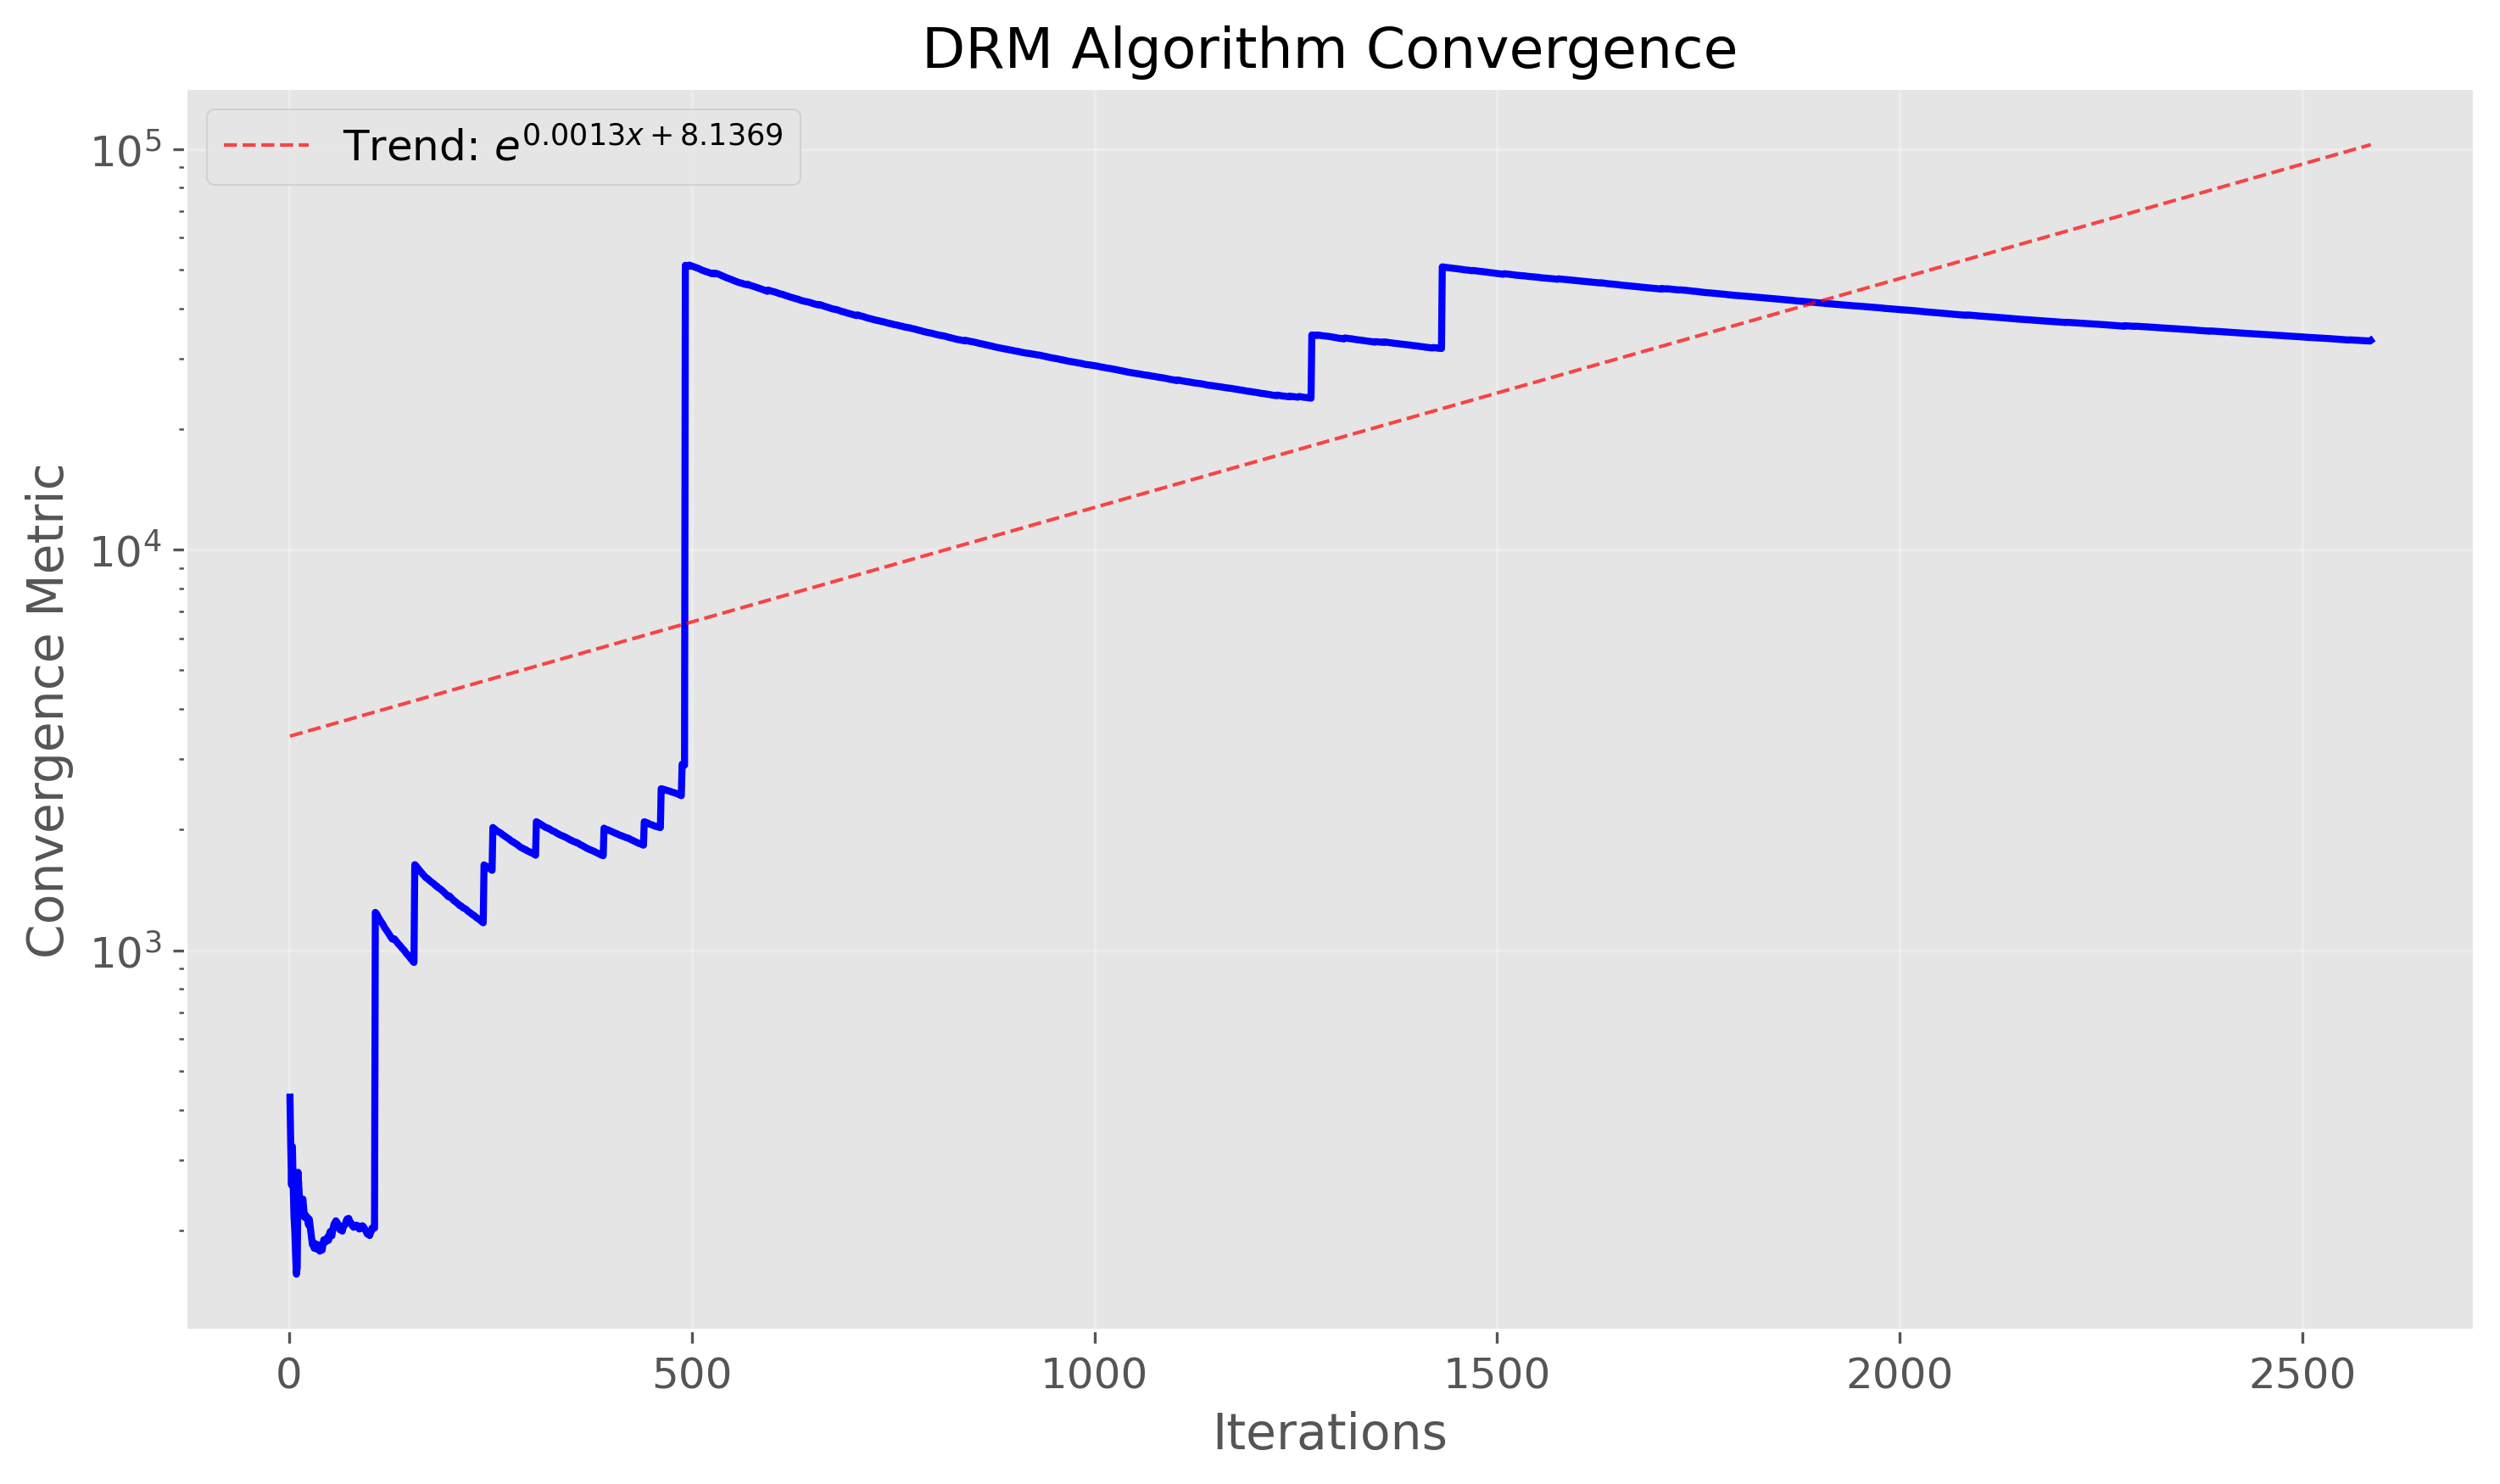 DRM Algorithm Convergence
Trend: e^{0.0013x + 8.1369}
Convergence Metric
10^5
10^4
10^3
0 500 1000 1500 2000 2500
Iterations